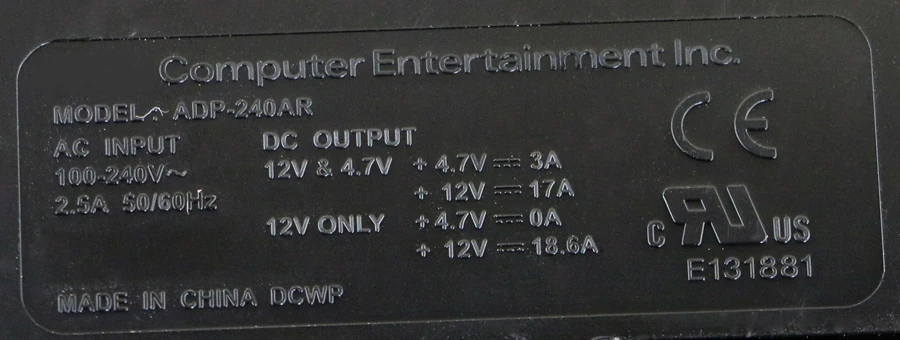 Computer Entertainment Inc.
MODEL : ADP-240AR
AC INPUT
100-240V~
2.5A 50/60Hz
DC OUTPUT
12V & 4.7V + 4.7V ⎓ 3A
+ 12V ⎓ 17A
12V ONLY + 4.7V ⎓ 0A
+ 12V ⎓ 18.6A
MADE IN CHINA DCWP
CE
C RU US
E131881